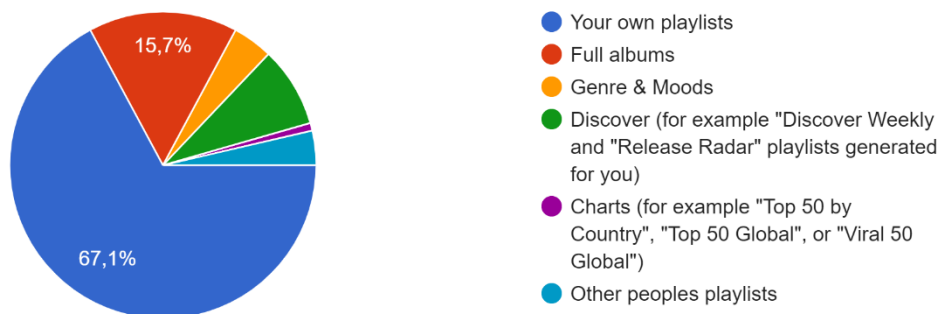 15,7%
67,1%
Your own playlists
Full albums
Genre & Moods
Discover (for example "Discover Weekly
and "Release Radar" playlists generated
for you)
Charts (for example "Top 50 by
Country", "Top 50 Global", or "Viral 50
Global")
Other peoples playlists